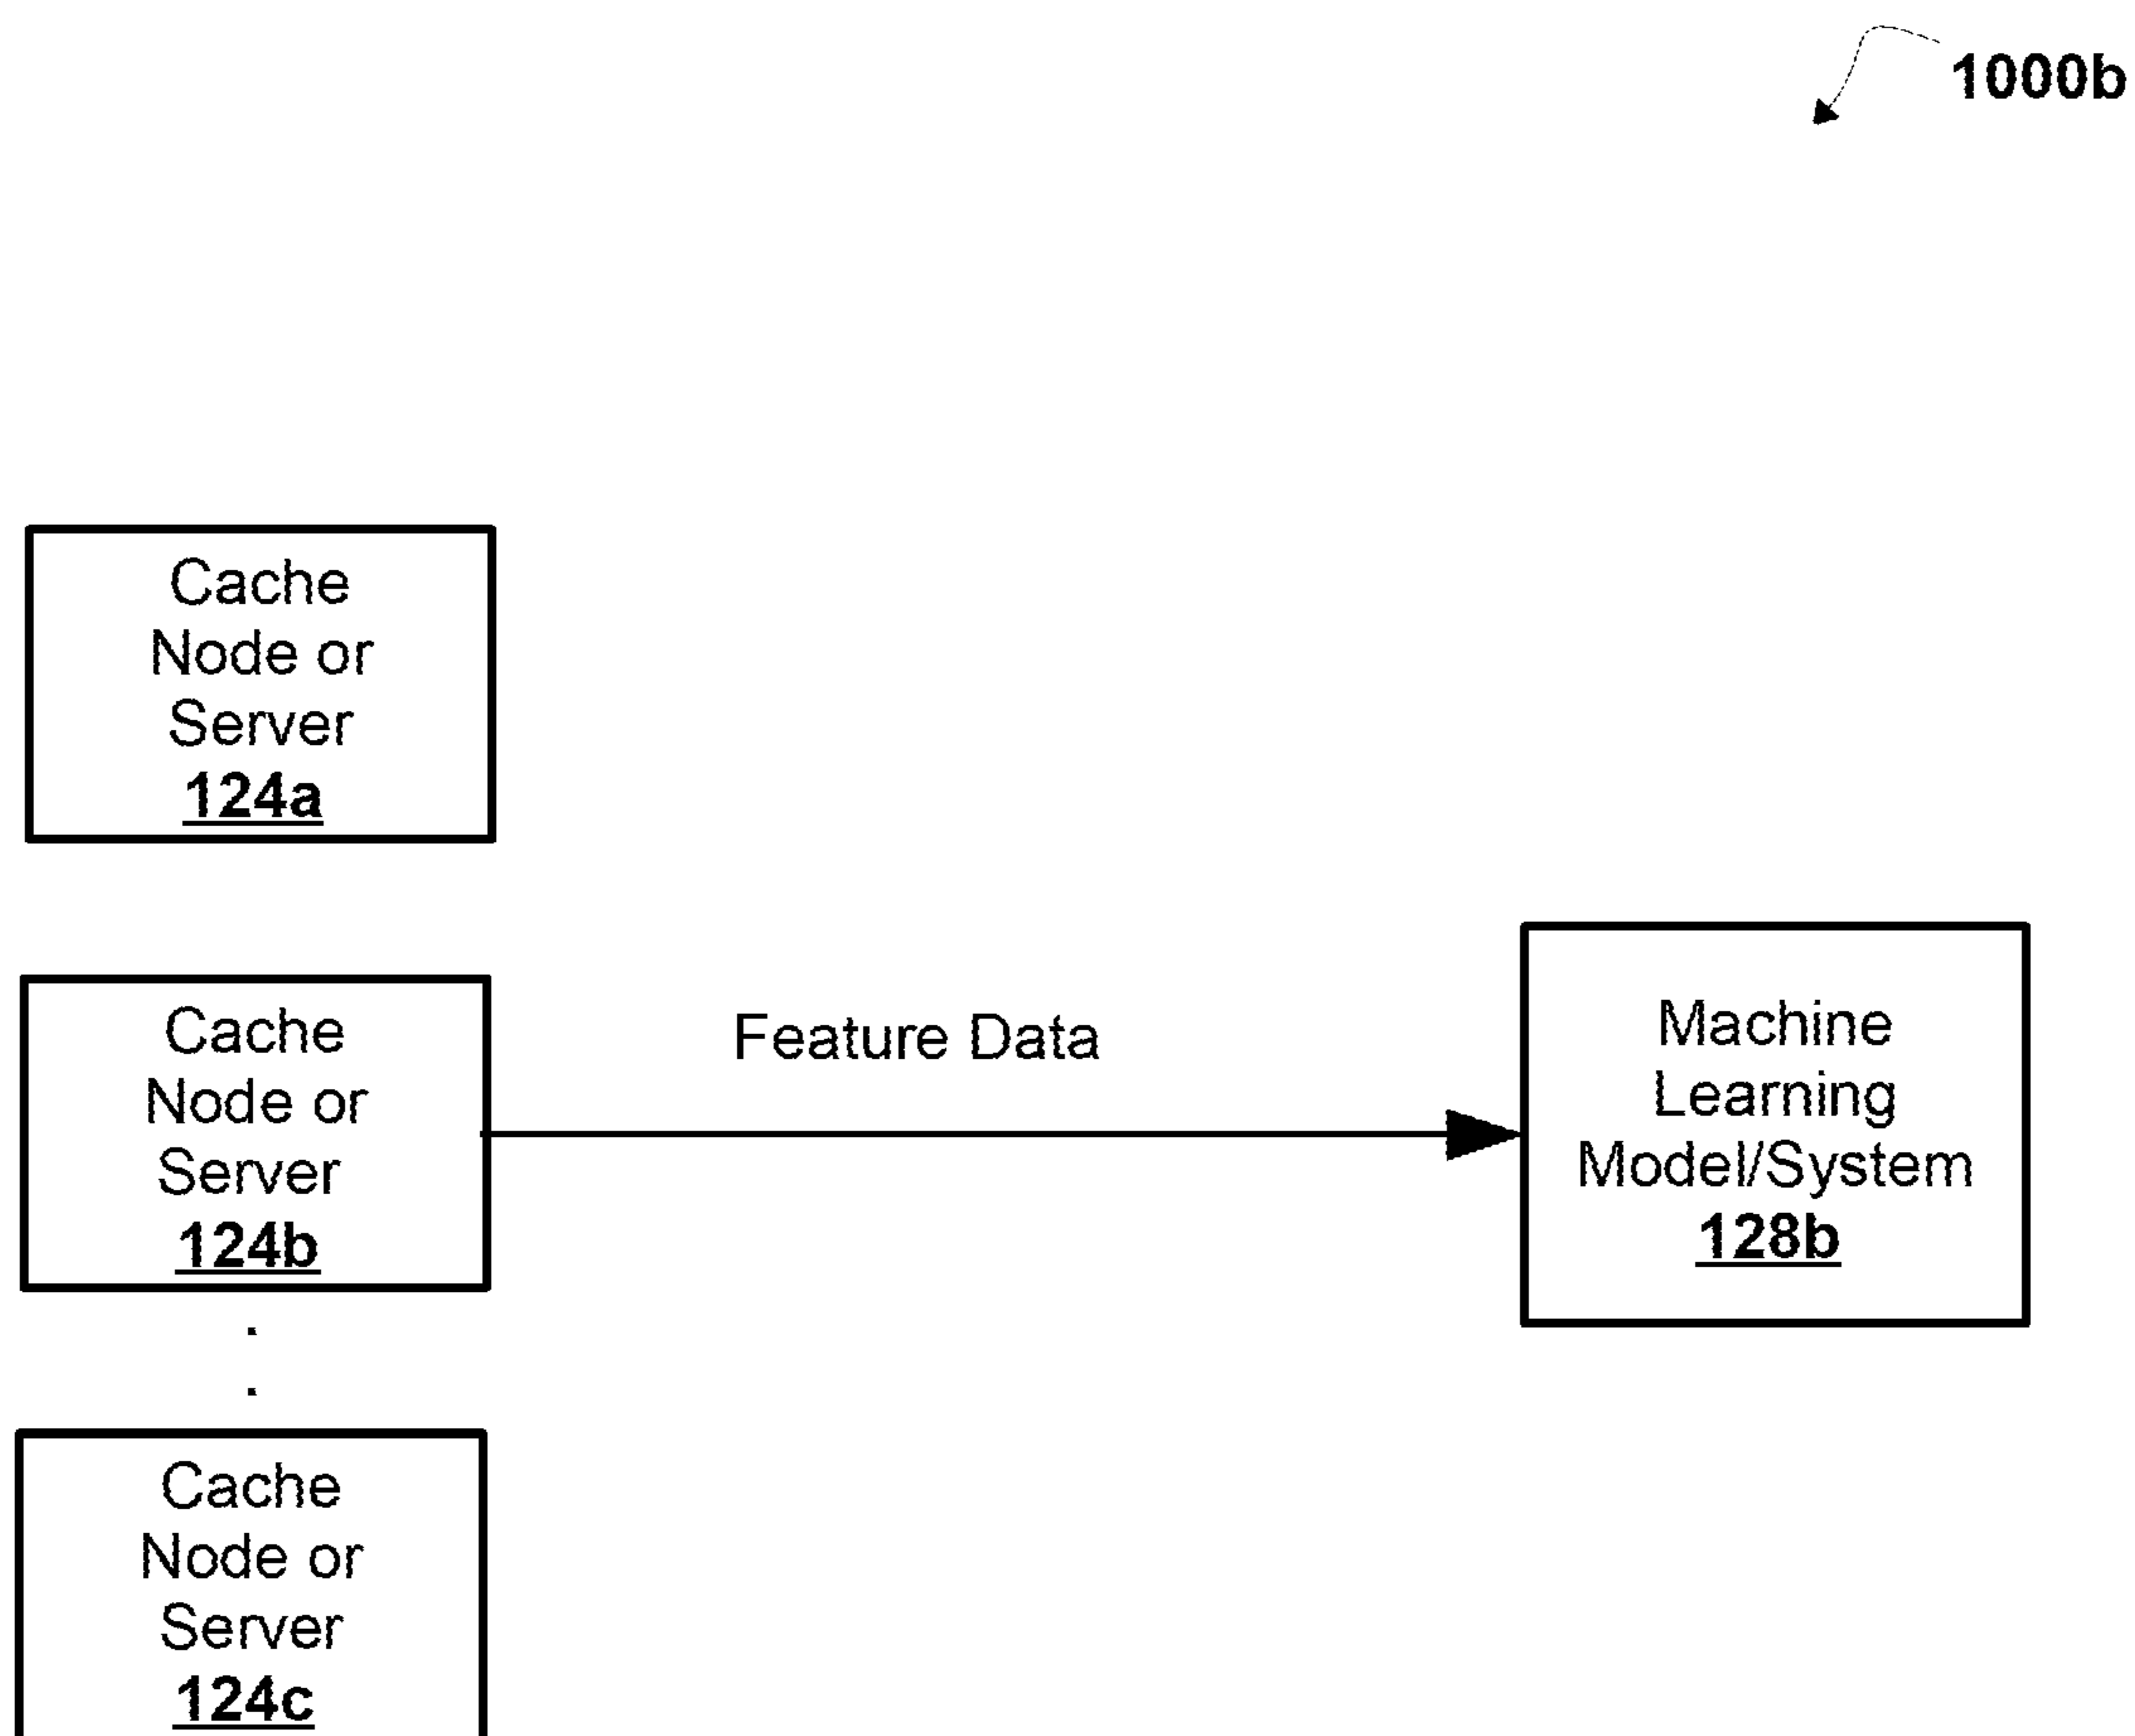 1000b
Cache
Node or
Server
124a
Cache
Node or
Server
124b
Feature Data
Machine
Learning
Model/System
128b
Cache
Node or
Server
124c